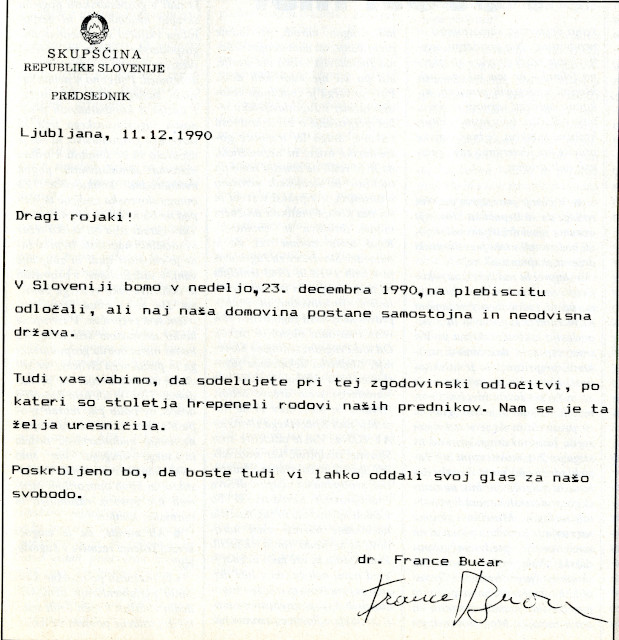 SKUPŠČINA
REPUBLIKE SLOVENIJE
PREDSEDNIK
Ljubljana, 11.12.1990
Dragi rojaki!
V Sloveniji bomo v nedeljo,23. decembra 1990,na plebiscitu
odločali, ali naj naša domovina postane samostojna in neodvisna
država.
Tudi vas vabimo, da sodelujete pri tej zgodovinski odločitvi, po
kateri so stoletja hrepeneli rodovi naših prednikov. Nam se je ta
želja uresničila.
Poskrbljeno bo, da boste tudi vi lahko oddali svoj glas za našo
svobodo.
dr. France Bučar
France Bučar